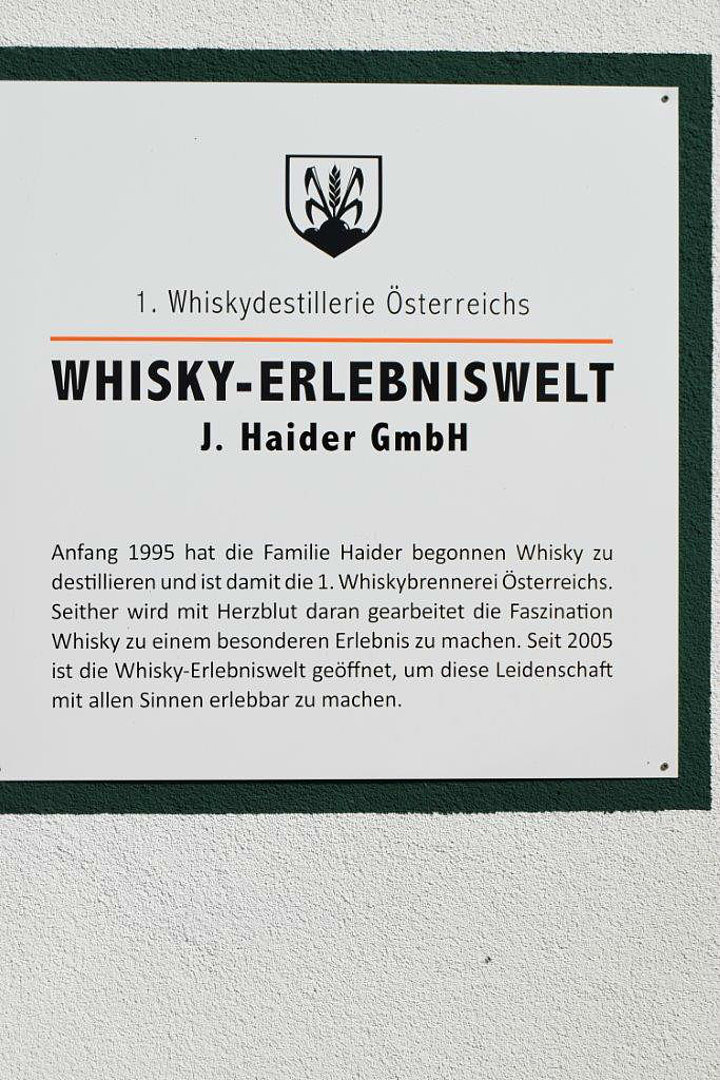 1. Whiskydestillerie Österreichs
WHISKY-ERLEBNISWELT
J. Haider GmbH
Anfang 1995 hat die Familie Haider begonnen Whisky zu
destillieren und ist damit die 1. Whiskybrennerei Österreichs.
Seither wird mit Herzblut daran gearbeitet die Faszination
Whisky zu einem besonderen Erlebnis zu machen. Seit 2005
ist die Whisky-Erlebniswelt geöffnet, um diese Leidenschaft
mit allen Sinnen erlebbar zu machen.